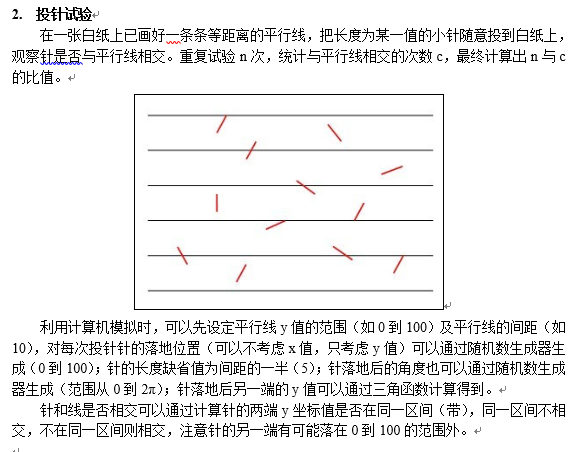 2. 投针试验
在一张白纸上已画好一条条等距离的平行线，把长度为某一值的小针随意投到白纸上，
观察针是否与平行线相交。重复试验 n 次，统计与平行线相交的次数 c，最终计算出 n 与 c
的比值。
利用计算机模拟时，可以先设定平行线 y 值的范围（如 0 到 100）及平行线的间距（如
10），对每次投针针的落地位置（可以不考虑 x 值，只考虑 y 值）可以通过随机数生成器生
成（0 到 100）；针的长度缺省值为间距的一半（5）；针落地后的角度也可以通过随机数生成
器生成（范围从 0 到 2π）；针落地后另一端的 y 值可以通过三角函数计算得到。
针和线是否相交可以通过计算针的两端 y 坐标值是否在同一区间（带），同一区间不相
交，不在同一区间则相交，注意针的另一端有可能落在 0 到 100 的范围外。